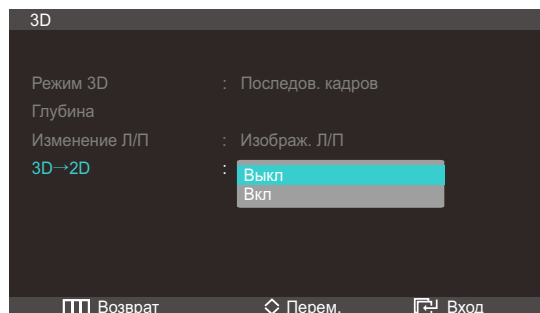 3D
Режим 3D : Последов. кадров
Глубина
Изменение Л/П : Изображ. Л/П
3D→2D : Выкл
Вкл
Возврат Перем. Вход